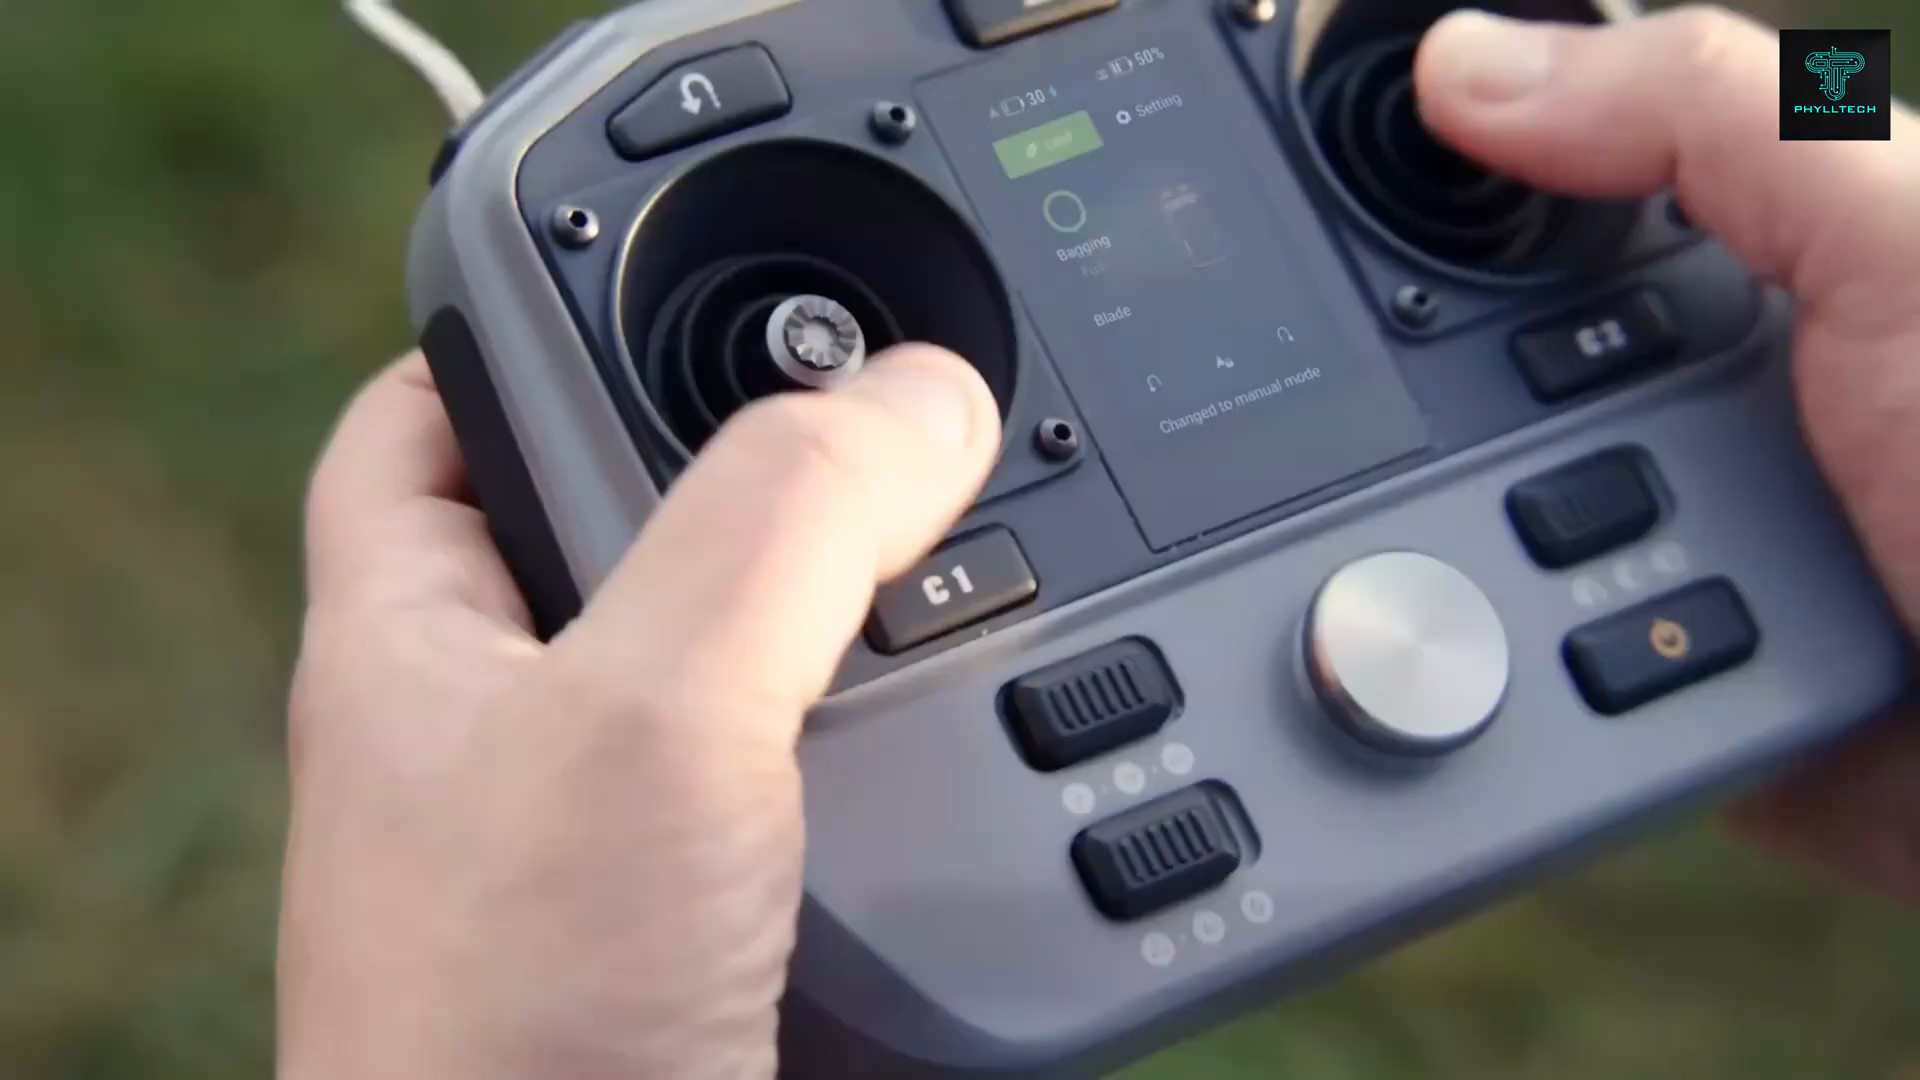 50%
30
Setting
Bagging
Blade
Changed to manual mode
C1
C2
PHYLLTECH